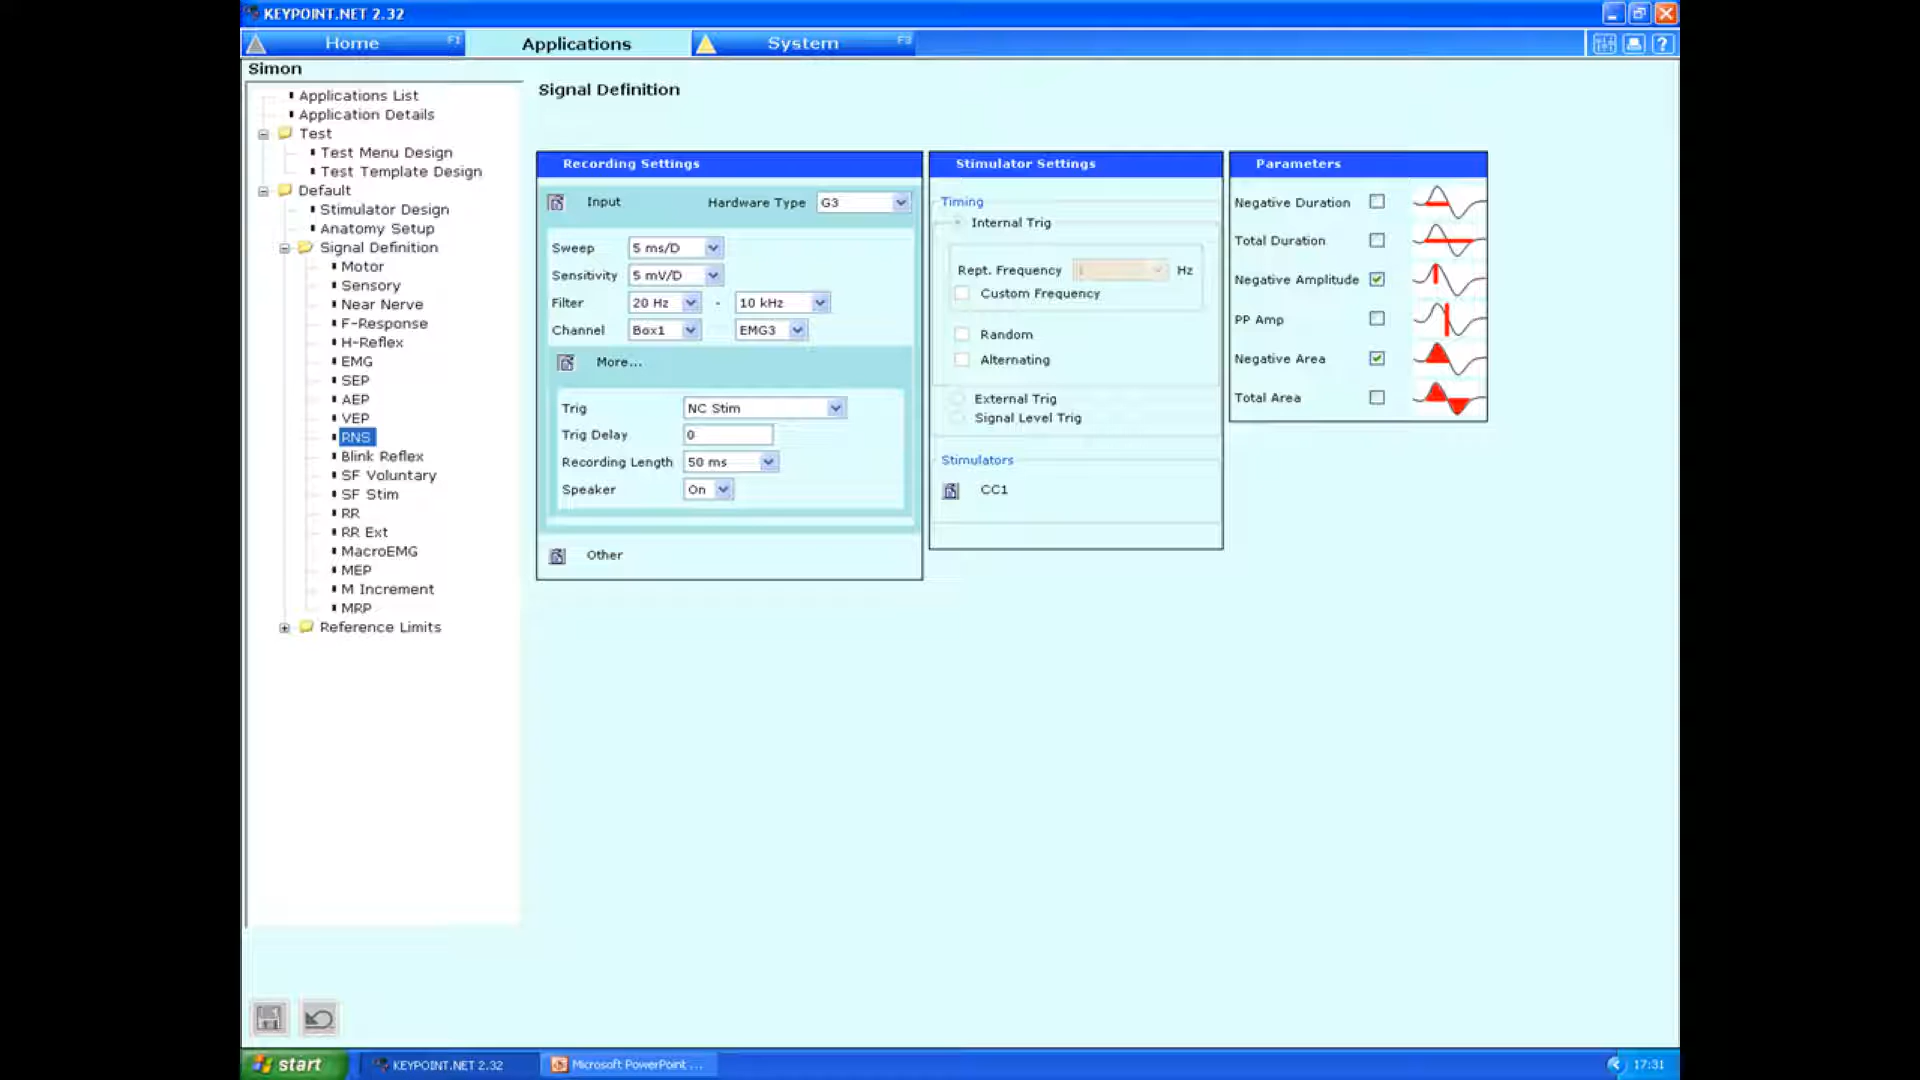 KEYPOINT.NET 2.32
Home F1
Applications
System F3
?
Simon
Applications List
Application Details
Test
Test Menu Design
Test Template Design
Default
Stimulator Design
Anatomy Setup
Signal Definition
Motor
Sensory
Near Nerve
F-Response
H-Reflex
EMG
SEP
AEP
VEP
RNS
Blink Reflex
SF Voluntary
SF Stim
RR
RR Ext
MacroEMG
MEP
M Increment
MRP
Reference Limits
Signal Definition
Recording Settings
Input Hardware Type G3
Sweep 5 ms/D
Sensitivity 5 mV/D
Filter 20 Hz - 10 kHz
Channel Box1 EMG3
More...
Trig NC Stim
Trig Delay 0
Recording Length 50 ms
Speaker On
Other
Stimulator Settings
Timing
Internal Trig
Rept. Frequency Hz
Custom Frequency
Random
Alternating
External Trig
Signal Level Trig
Stimulators
CC1
Parameters
Negative Duration
Total Duration
Negative Amplitude
PP Amp
Negative Area
Total Area
start
KEYPOINT.NET 2.32
Microsoft PowerPoint ...
17:31